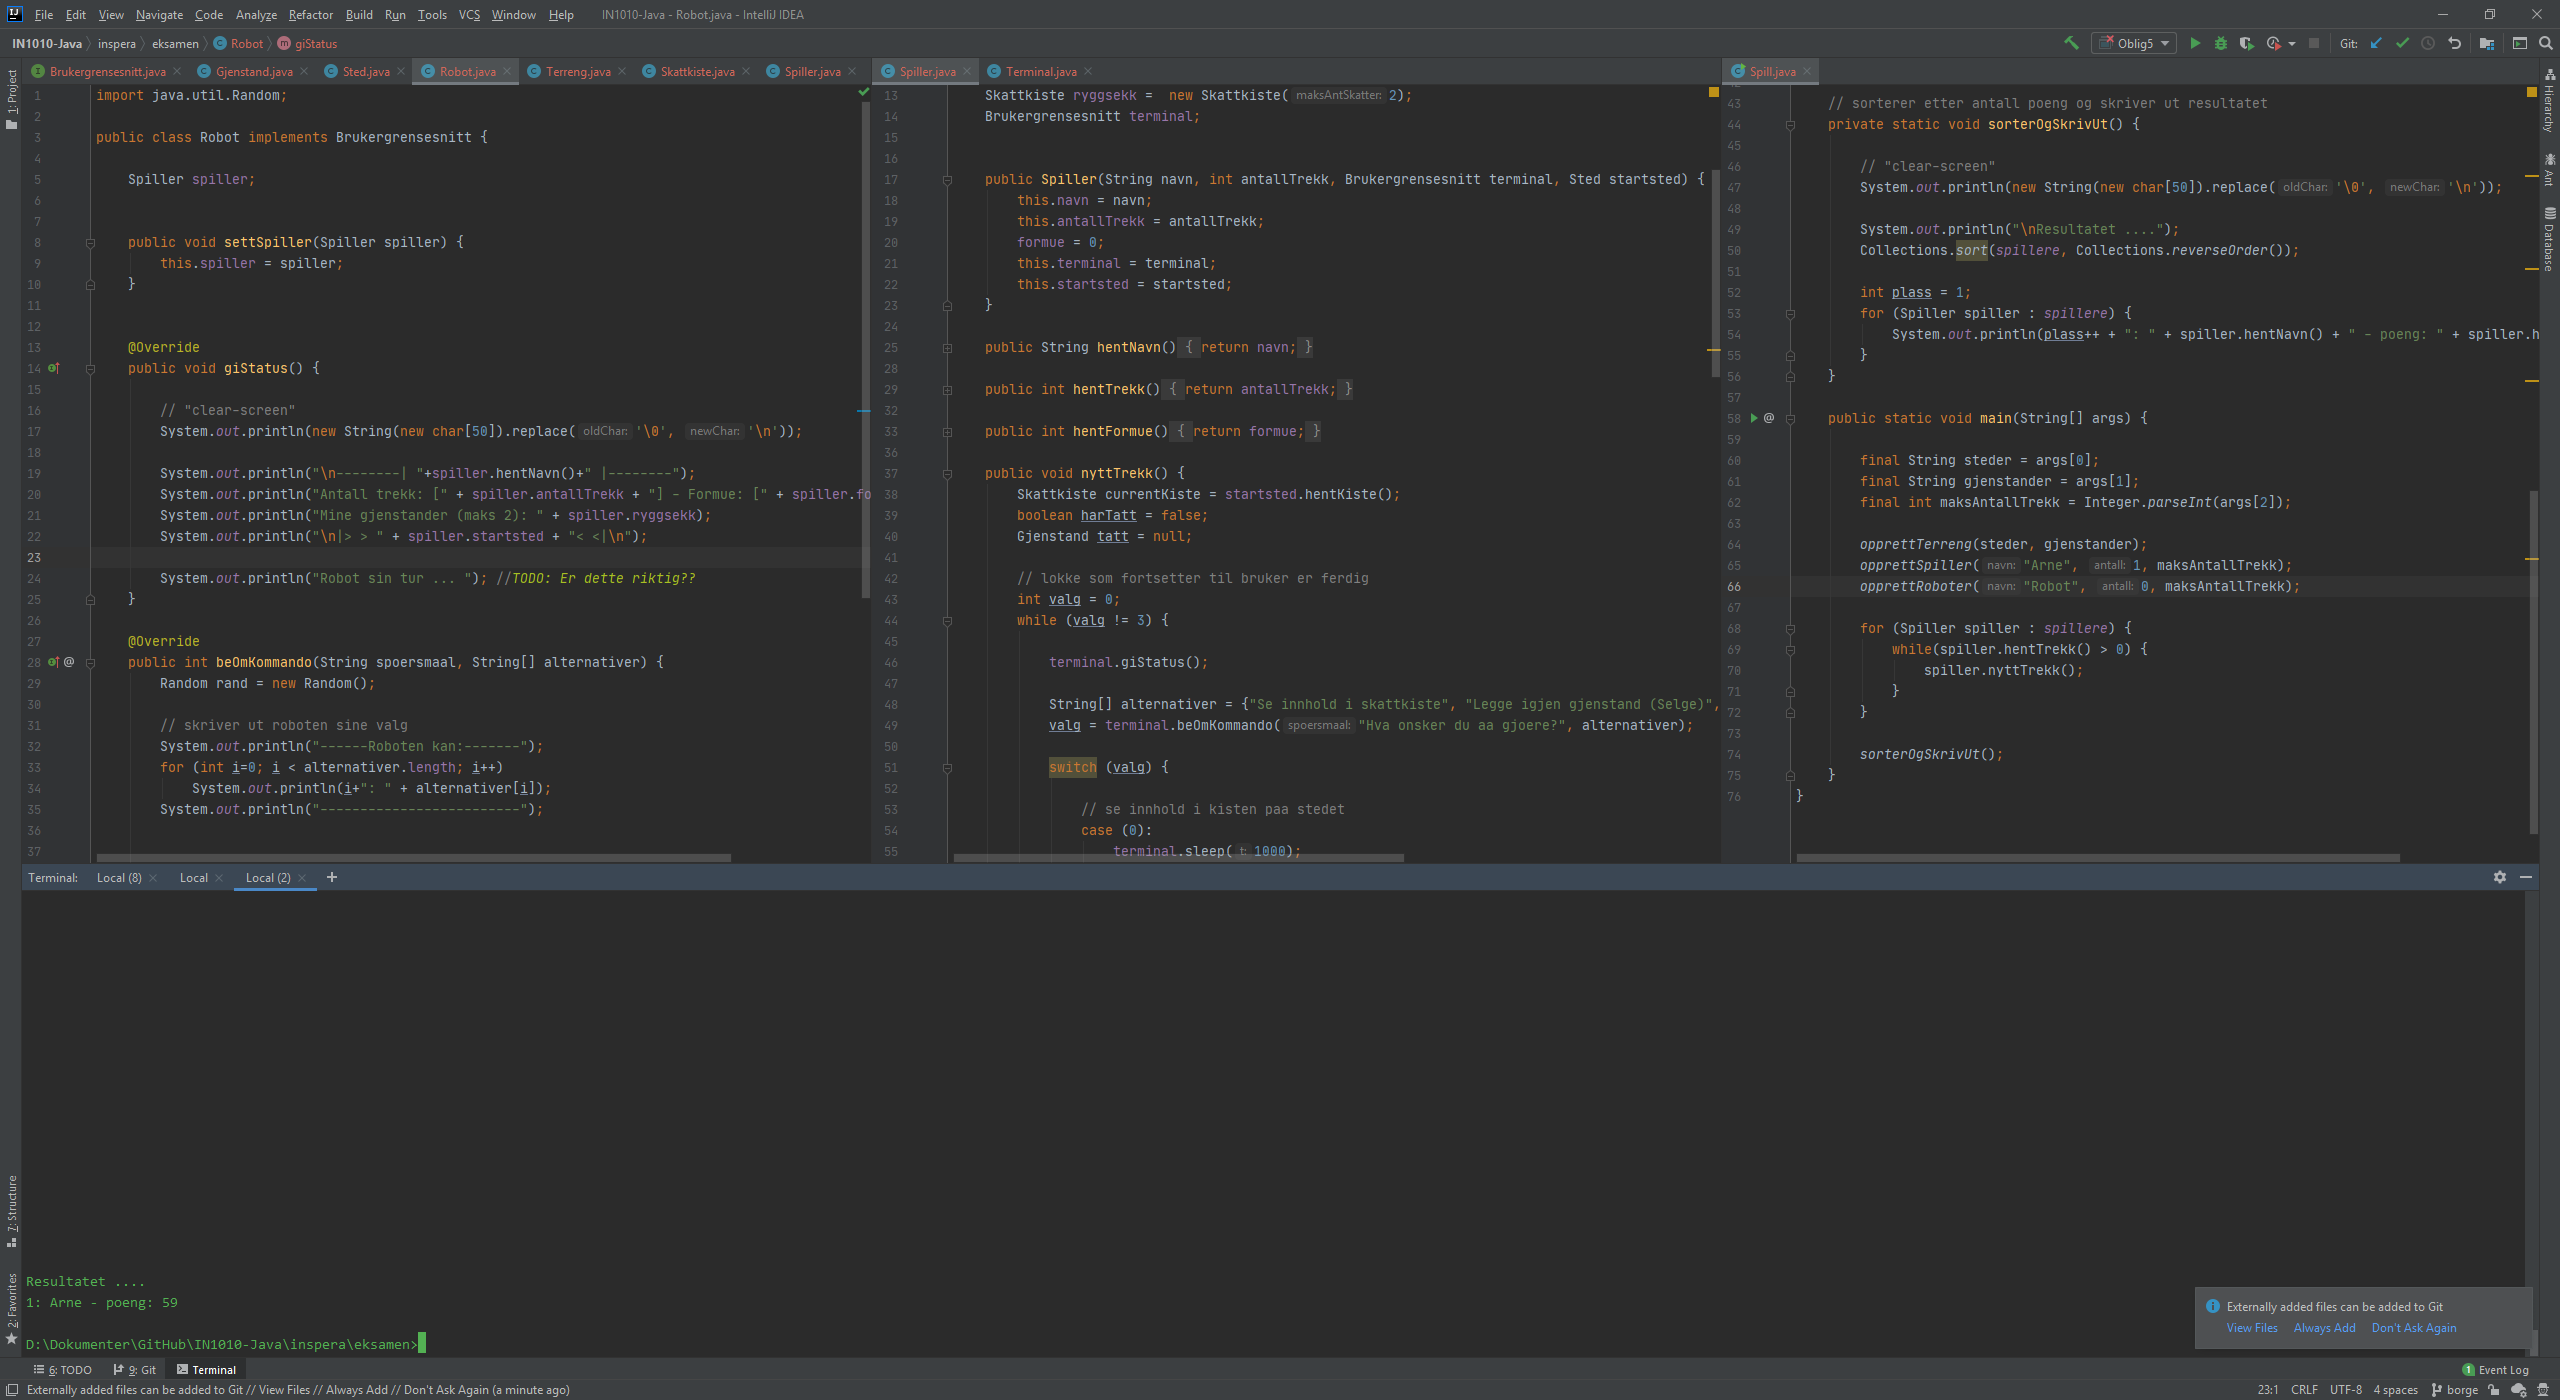 File Edit View Navigate Code Analyze Refactor Build Run Tools VCS Window Help IN1010-Java - Robot.java - IntelliJ IDEA
IN1010-Java inspera eksamen Robot giStatus
Oblig5 Git:
1: Project
Brukergrensesnitt.java Gjenstand.java Sted.java Robot.java Terreng.java Skattkiste.java Spiller.java
1 import java.util.Random;
2
3 public class Robot implements Brukergrensesnitt {
4
5 Spiller spiller;
6
7
8 public void settSpiller(Spiller spiller) {
9 this.spiller = spiller;
10 }
11
12
13 @Override
14 public void giStatus() {
15
16 // "clear-screen"
17 System.out.println(new String(new char[50]).replace( oldChar: '\0', newChar: '\n'));
18
19 System.out.println("\n--------| "+spiller.hentNavn()+" |--------");
20 System.out.println("Antall trekk: [" + spiller.antallTrekk + "] - Formue: [" + spiller.fo
21 System.out.println("Mine gjenstander (maks 2): " + spiller.ryggsekk);
22 System.out.println("\n|> > " + spiller.startsted + "< <|\n");
23
24 System.out.println("Robot sin tur ... "); //TODO: Er dette riktig??
25 }
26
27 @Override
28 @ public int beOmKommando(String spoersmaal, String[] alternativer) {
29 Random rand = new Random();
30
31 // skriver ut roboten sine valg
32 System.out.println("------Roboten kan:-------");
33 for (int i=0; i < alternativer.length; i++)
34 System.out.println(i+": " + alternativer[i]);
35 System.out.println("-------------------------");
36
37
Spiller.java Terminal.java
13 Skattkiste ryggsekk = new Skattkiste( maksAntSkatter: 2);
14 Brukergrensesnitt terminal;
15
16
17 public Spiller(String navn, int antallTrekk, Brukergrensesnitt terminal, Sted startsted) {
18 this.navn = navn;
19 this.antallTrekk = antallTrekk;
20 formue = 0;
21 this.terminal = terminal;
22 this.startsted = startsted;
23 }
24
25 public String hentNavn() { return navn; }
28
29 public int hentTrekk() { return antallTrekk; }
32
33 public int hentFormue() { return formue; }
36
37 public void nyttTrekk() {
38 Skattkiste currentKiste = startsted.hentKiste();
39 boolean harTatt = false;
40 Gjenstand tatt = null;
41
42 // lokke som fortsetter til bruker er ferdig
43 int valg = 0;
44 while (valg != 3) {
45
46 terminal.giStatus();
47
48 String[] alternativer = {"Se innhold i skattkiste", "Legge igjen gjenstand (Selge)",
49 valg = terminal.beOmKommando( spoersmaal: "Hva onsker du aa gjoere?", alternativer);
50
51 switch (valg) {
52
53 // se innhold i kisten paa stedet
54 case (0):
55 terminal.sleep( t: 1000);
Spill.java
43 // sorterer etter antall poeng og skriver ut resultatet
44 private static void sorterOgSkrivUt() {
45
46 // "clear-screen"
47 System.out.println(new String(new char[50]).replace( oldChar: '\0', newChar: '\n'));
48
49 System.out.println("\nResultatet ....");
50 Collections.sort(spillere, Collections.reverseOrder());
51
52 int plass = 1;
53 for (Spiller spiller : spillere) {
54 System.out.println(plass++ + ": " + spiller.hentNavn() + " - poeng: " + spiller.h
55 }
56 }
57
58 @ public static void main(String[] args) {
59
60 final String steder = args[0];
61 final String gjenstander = args[1];
62 final int maksAntallTrekk = Integer.parseInt(args[2]);
63
64 opprettTerreng(steder, gjenstander);
65 opprettSpiller( navn: "Arne", antall: 1, maksAntallTrekk);
66 opprettRoboter( navn: "Robot", antall: 0, maksAntallTrekk);
67
68 for (Spiller spiller : spillere) {
69 while(spiller.hentTrekk() > 0) {
70 spiller.nyttTrekk();
71 }
72 }
73
74 sorterOgSkrivUt();
75 }
76 }
Hierarchy
Ant
Database
Terminal: Local (8) Local Local (2) +
7: Structure
2: Favorites
Resultatet ....
1: Arne - poeng: 59
D:\Dokumenter\GitHub\IN1010-Java\inspera\eksamen>
Externally added files can be added to Git
View Files Always Add Don't Ask Again
6: TODO 9: Git Terminal 1 Event Log
Externally added files can be added to Git // View Files // Always Add // Don't Ask Again (a minute ago) 23:1 CRLF UTF-8 4 spaces borge